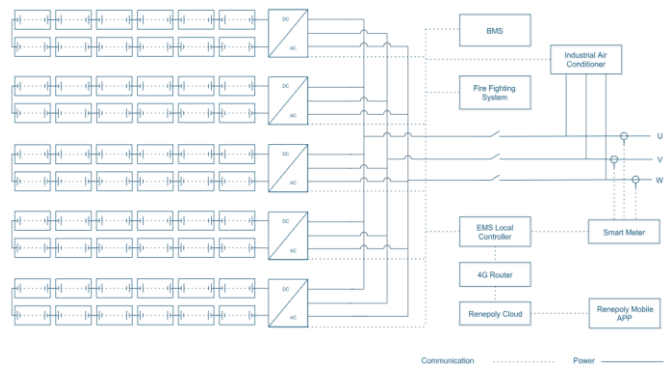 DC
AC
BMS
Industrial Air
Conditioner
DC
AC
Fire Fighting
System
U
V
W
DC
AC
DC
AC
EMS Local
Controller
Smart Meter
4G Router
DC
AC
Renepoly Cloud
Renepoly Mobile
APP
Communication
Power